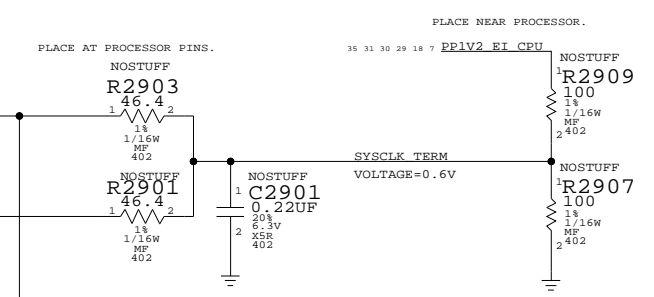 PLACE NEAR PROCESSOR.
PLACE AT PROCESSOR PINS.
35 31 30 29 18 7 PP1V2_EI_CPU
NOSTUFF
R2903
46.4
1 2
1%
1/16W
MF
402
NOSTUFF
R2909
1
100
1%
1/16W
MF
2 402
SYSCLK_TERM
VOLTAGE=0.6V
NOSTUFF
R2901
46.4
1 2
1%
1/16W
MF
402
NOSTUFF
C2901
1
0.22UF
20%
6.3V
2
X5R
402
NOSTUFF
R2907
1
100
1%
1/16W
MF
2 402